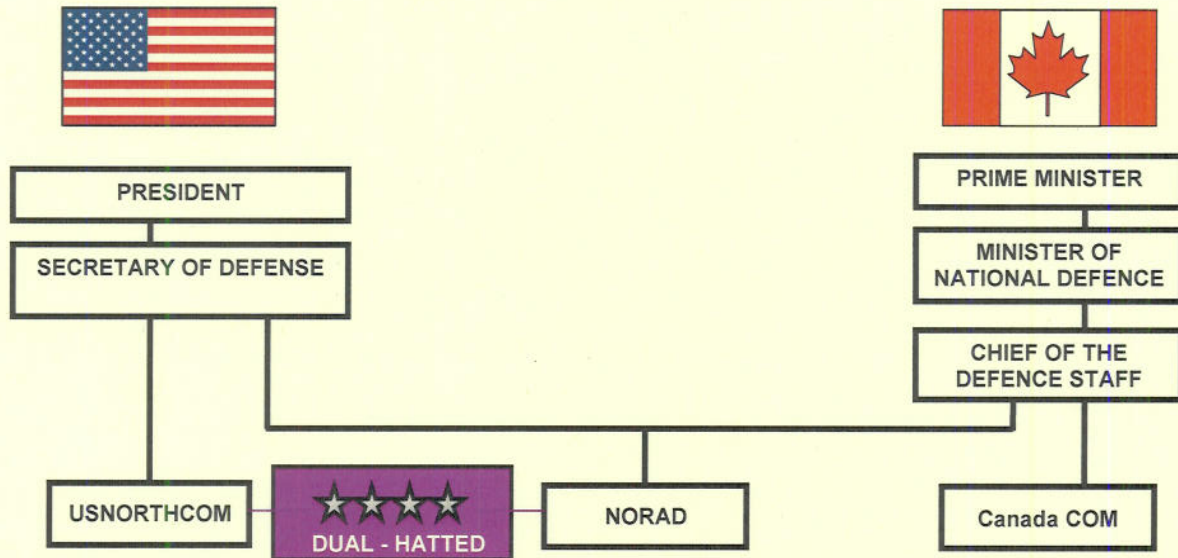 PRESIDENT
SECRETARY OF DEFENSE
PRIME MINISTER
MINISTER OF
NATIONAL DEFENCE
CHIEF OF THE
DEFENCE STAFF
USNORTHCOM
DUAL - HATTED
NORAD
Canada COM